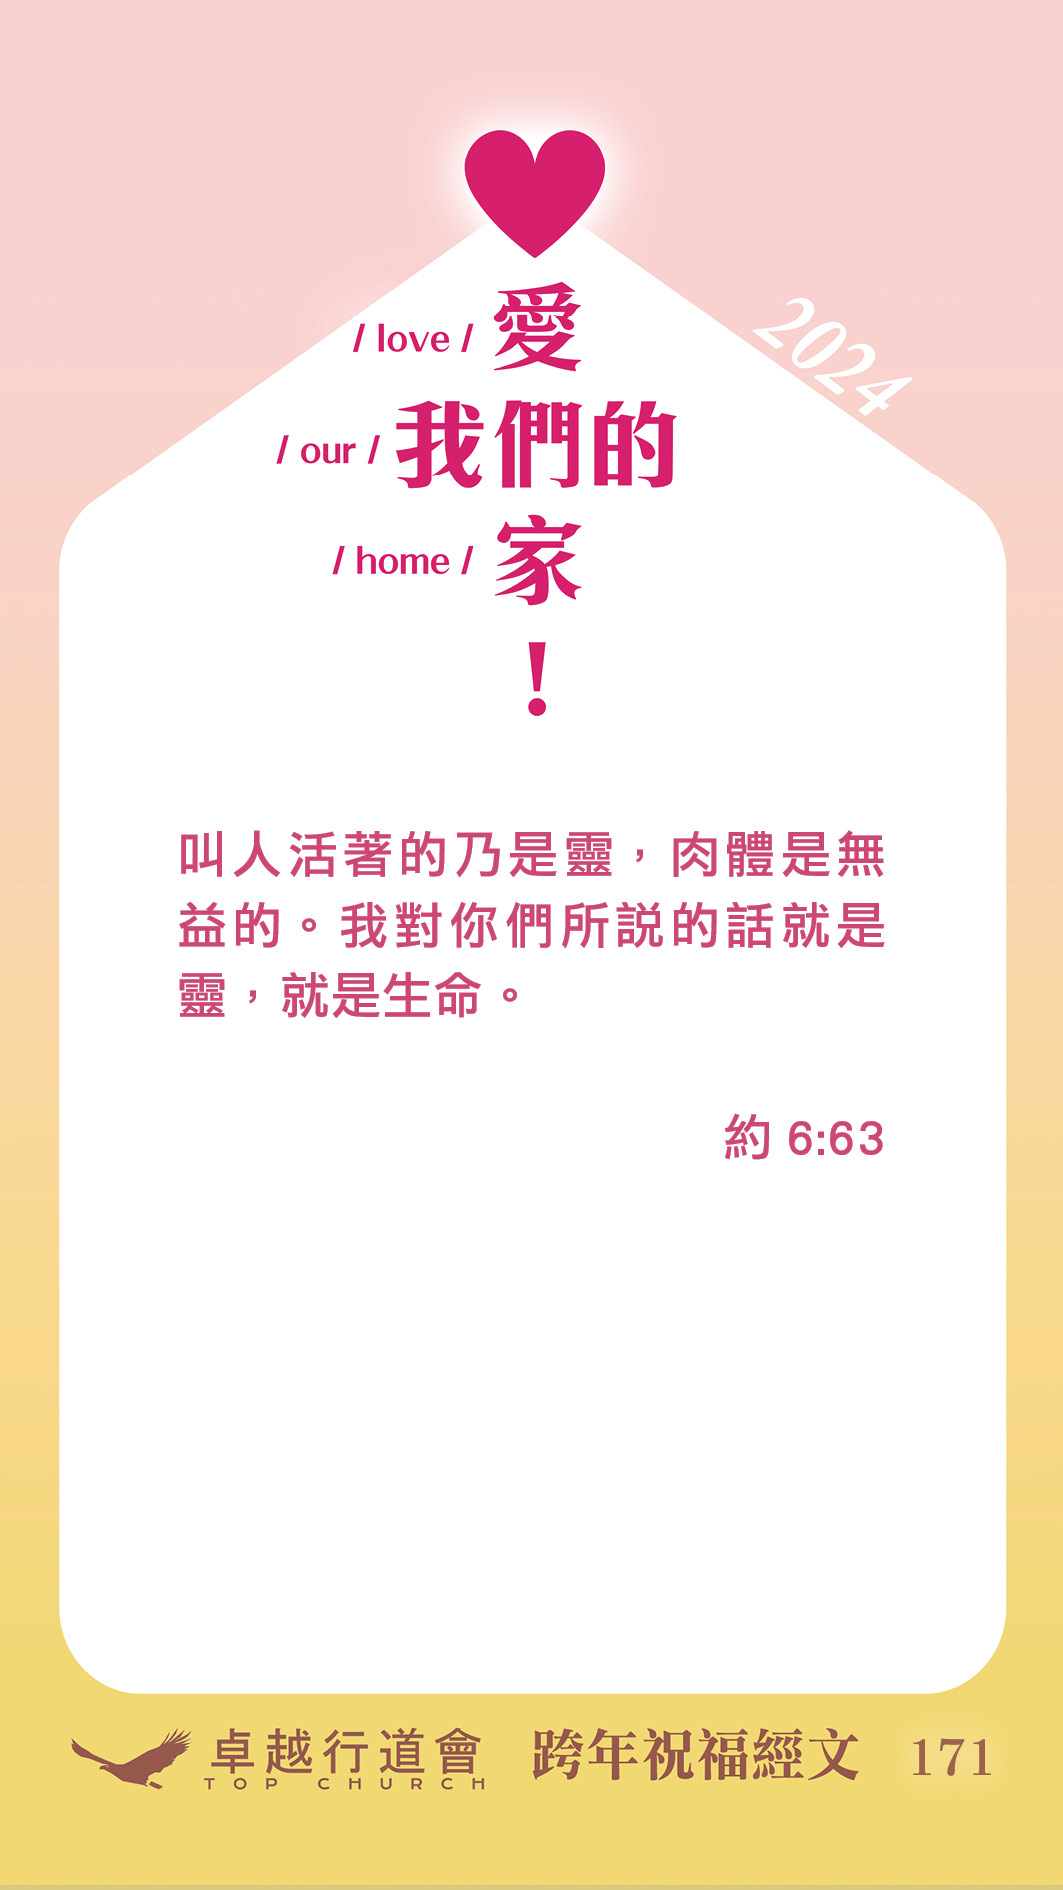 / love / 愛
2024
/ our / 我們的
/ home / 家
!
叫人活著的乃是靈，肉體是無
益的。我對你們所説的話就是
靈，就是生命。
約 6:63
卓越行道會 跨年祝福經文 171
TOP CHURCH